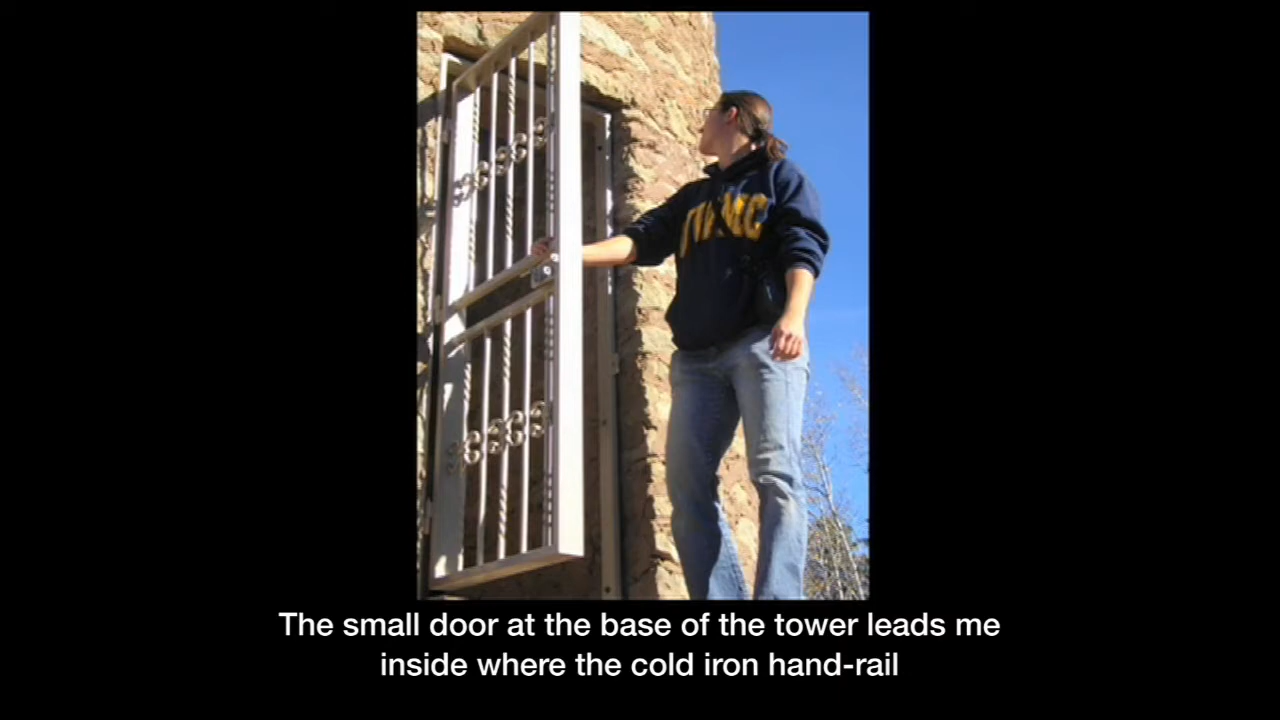 The small door at the base of the tower leads me
inside where the cold iron hand-rail